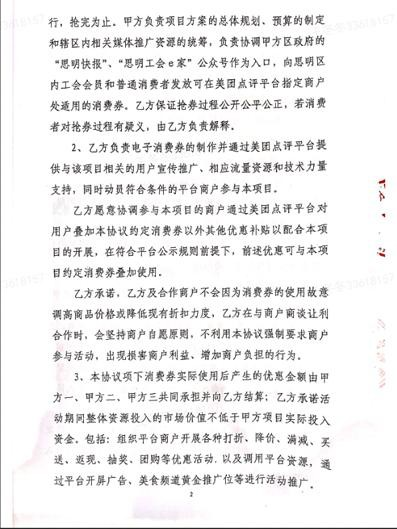 行，抢完为止。甲方负责项目方案的总体规划、预算的制定
和辖区内相关媒体推广资源的统筹，负责协调甲方区政府的
“思明快报”、“思明工会e家”公众号作为入口，向思明区
区内工会会员和普通消费者发放可在美团点评平台指定商户
处适用的消费券。乙方保证抢券过程公开公平公正，若消费
者对抢券过程有疑义，由乙方负责解释。
2、乙方负责电子消费券的制作并通过美团点评平台提
供与该项目相关的用户宣传推广、相应流量资源和技术力量
支持，同时动员符合条件的平台商户参与本项目。
乙方愿意协调参与本项目的商户通过美团点评平台对
用户叠加本协议约定消费券以外其他优惠补贴以配合本项
目的开展，在符合平台公示规则前提下，前述优惠可与本项
目约定消费券叠加使用。
乙方承诺，乙方及合作商户不会因为消费券的使用故意
调高商品价格或降低现有折扣力度，乙方在与商户商谈让利
合作时，会坚持商户自愿原则，不利用本协议强制要求商户
参与活动，出现损害商户利益、增加商户负担的行为。
3、本协议项下消费券实际使用后产生的优惠金额由甲
方一、甲方二、甲方三共同承担并向乙方结算；乙方承诺活
动期间整体资源投入的市场价值不低于甲方项目实际投入
资金。包括：组织平台商户开展各种打折、降价、满减、买
送、返现、抽奖、团购等优惠活动.以及调用平台资源，通
过平台开屏广告、美食频道黄金推广位等进行活动推广。
2